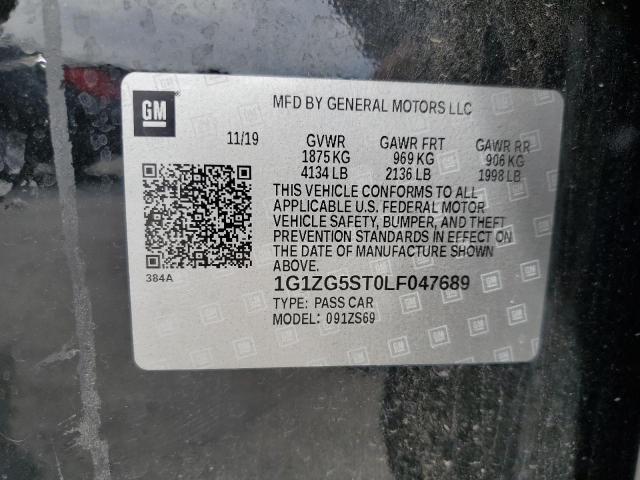 GM
MFD BY GENERAL MOTORS LLC
11/19 GVWR GAWR FRT GAWR RR
1875 KG 969 KG 906 KG
4134 LB 2136 LB 1998 LB
THIS VEHICLE CONFORMS TO ALL
APPLICABLE U.S. FEDERAL MOTOR
VEHICLE SAFETY, BUMPER, AND THEFT
PREVENTION STANDARDS IN EFFECT ON
THE DATE OF MANUFACTURE SHOWN
ABOVE.
384A
1G1ZG5ST0LF047689
TYPE: PASS CAR
MODEL: 091ZS69